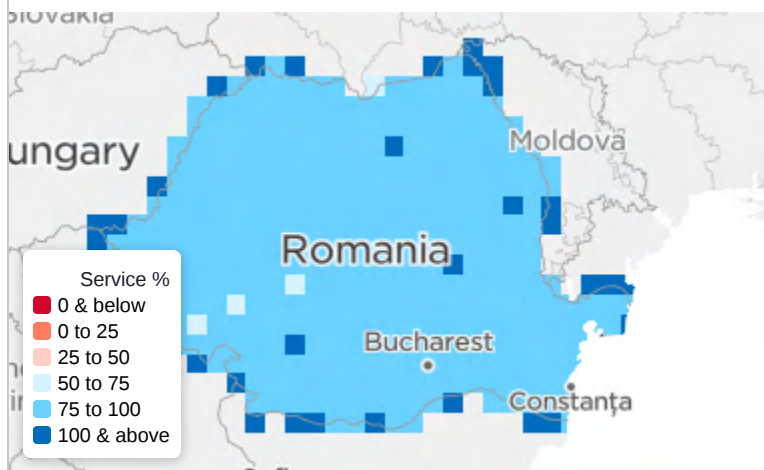 Slovakia
Moldova
ungary
Romania
Service %
0 & below
0 to 25
25 to 50
50 to 75
75 to 100
100 & above
Bucharest
Constanța